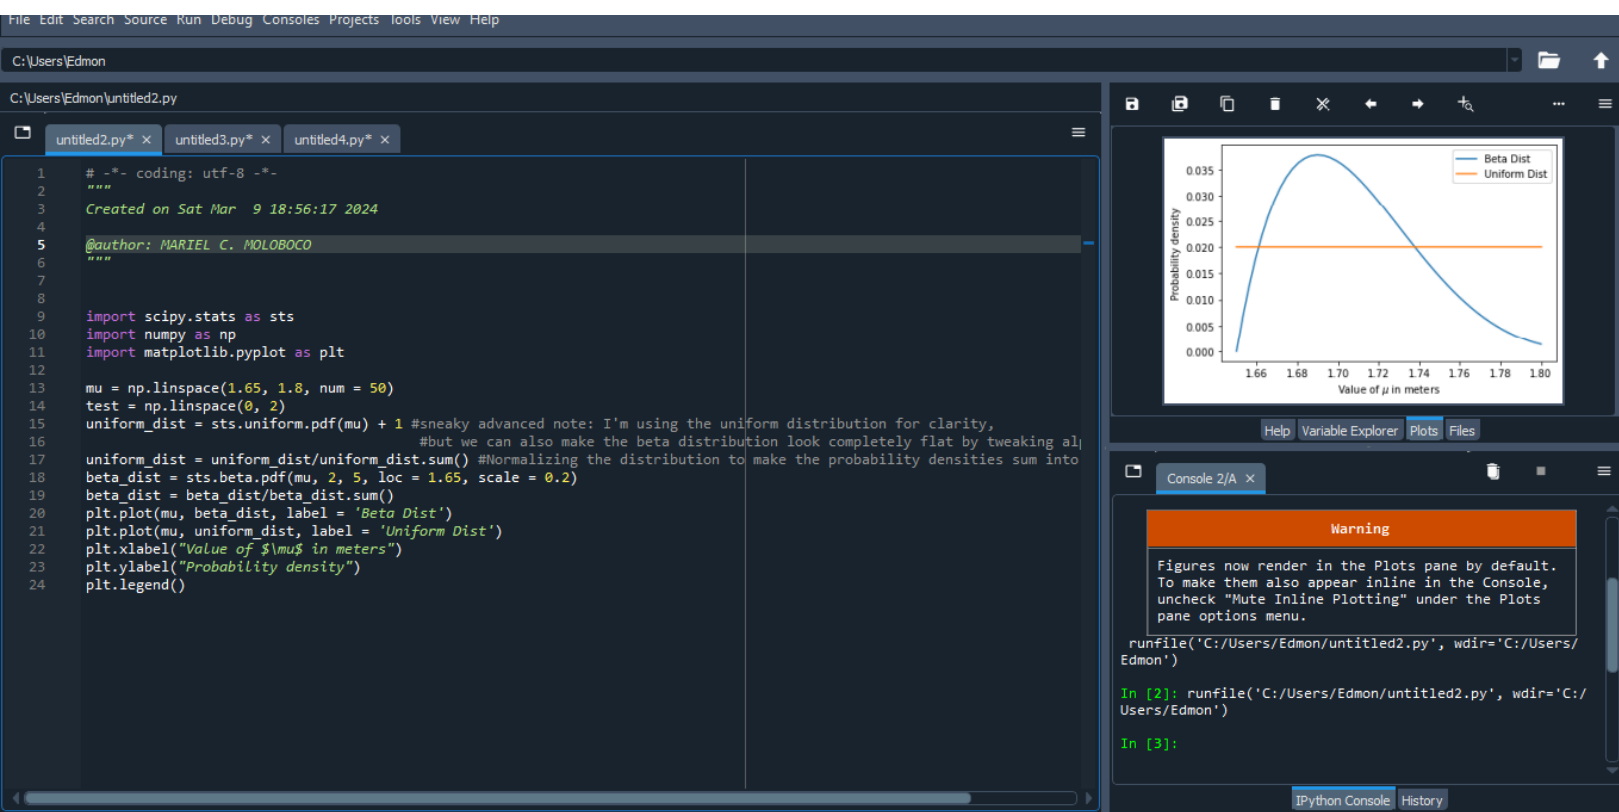 File Edit Search Source Run Debug Consoles Projects Tools View Help
C:\Users\Edmon
C:\Users\Edmon\untitled2.py
untitled2.py* untitled3.py* untitled4.py*
1 # -*- coding: utf-8 -*-
2 """
3 Created on Sat Mar  9 18:56:17 2024
4
5 @author: MARIEL C. MOLOBOCO
6 """
7
8
9 import scipy.stats as sts
10 import numpy as np
11 import matplotlib.pyplot as plt
12
13 mu = np.linspace(1.65, 1.8, num = 50)
14 test = np.linspace(0, 2)
15 uniform_dist = sts.uniform.pdf(mu) + 1 #sneaky advanced note: I'm using the uniform distribution for clarity,
16 #but we can also make the beta distribution look completely flat by tweaking alp
17 uniform_dist = uniform_dist/uniform_dist.sum() #Normalizing the distribution to make the probability densities sum into
18 beta_dist = sts.beta.pdf(mu, 2, 5, loc = 1.65, scale = 0.2)
19 beta_dist = beta_dist/beta_dist.sum()
20 plt.plot(mu, beta_dist, label = 'Beta Dist')
21 plt.plot(mu, uniform_dist, label = 'Uniform Dist')
22 plt.xlabel("Value of $\mu$ in meters")
23 plt.ylabel("Probability density")
24 plt.legend()
Beta Dist
Uniform Dist
Probability density
0.035
0.030
0.025
0.020
0.015
0.010
0.005
0.000
1.66 1.68 1.70 1.72 1.74 1.76 1.78 1.80
Value of μ in meters
Help Variable Explorer Plots Files
Console 2/A
Warning
Figures now render in the Plots pane by default.
To make them also appear inline in the Console,
uncheck "Mute Inline Plotting" under the Plots
pane options menu.
runfile('C:/Users/Edmon/untitled2.py', wdir='C:/Users/
Edmon')
In [2]: runfile('C:/Users/Edmon/untitled2.py', wdir='C:/
Users/Edmon')
In [3]:
IPython Console History